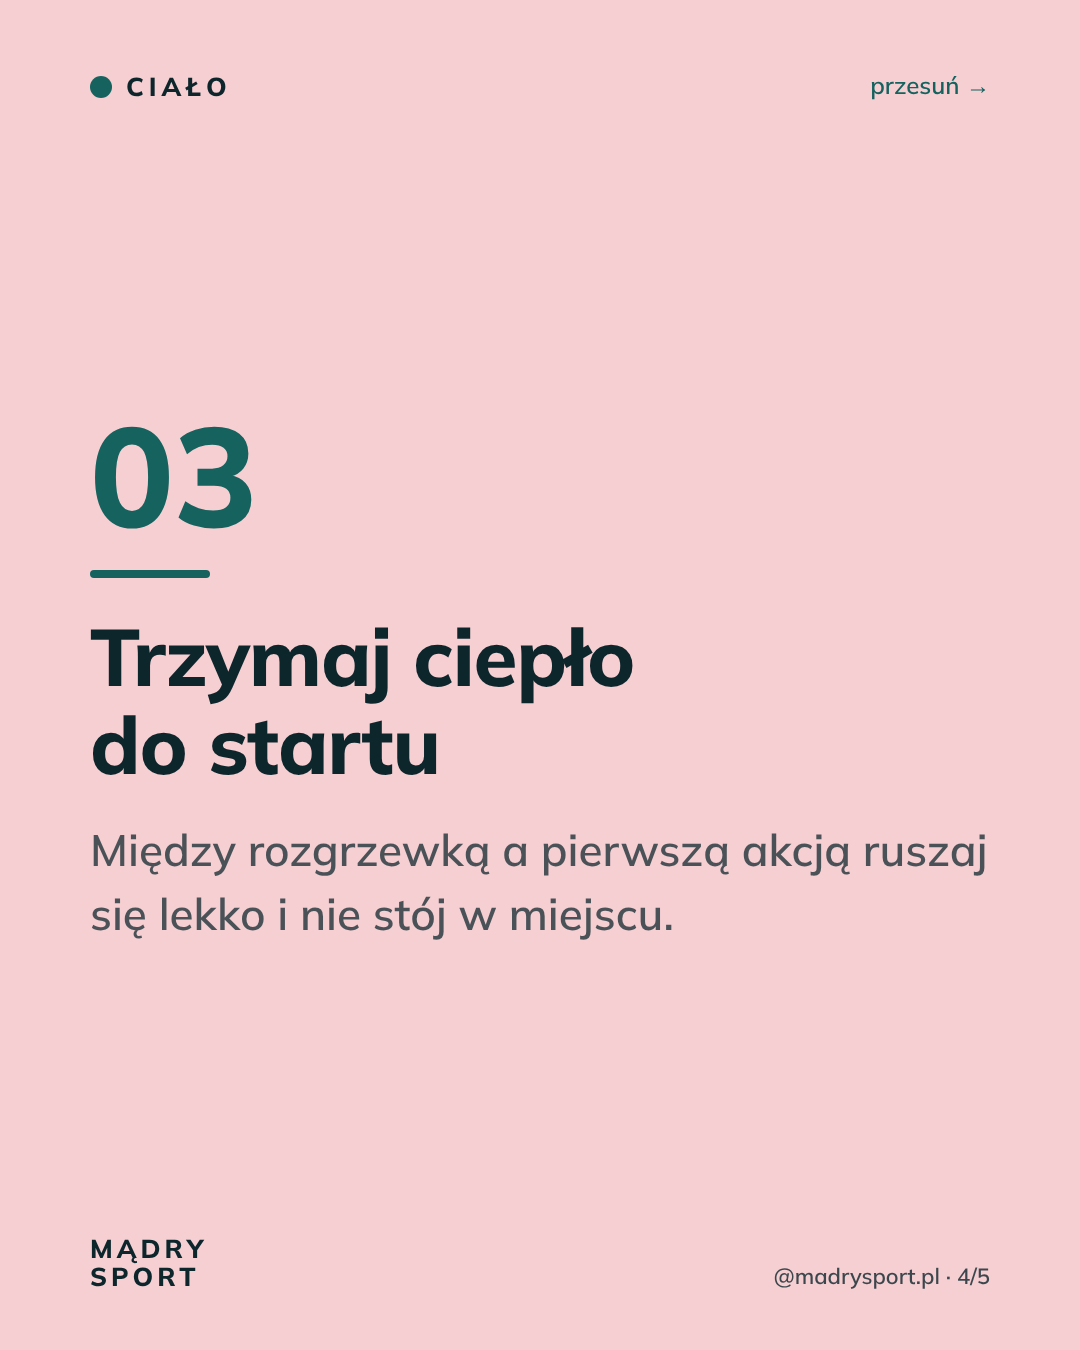 CIAŁO
przesuń →
03
Trzymaj ciepło
do startu
Między rozgrzewką a pierwszą akcją ruszaj
się lekko i nie stój w miejscu.
MĄDRY
SPORT
@madrysport.pl · 4/5